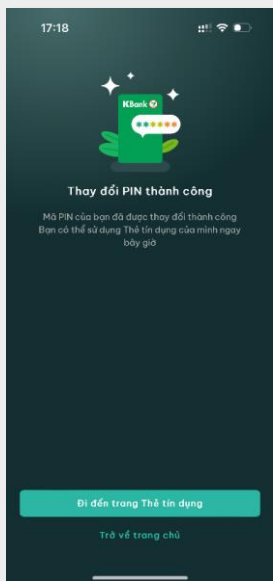 17:18
KBank
Thay đổi PIN thành công
Mã PIN của bạn đã được thay đổi thành công
Bạn có thể sử dụng Thẻ tín dụng của mình ngay
bây giờ
Đi đến trang Thẻ tín dụng
Trở về trang chủ